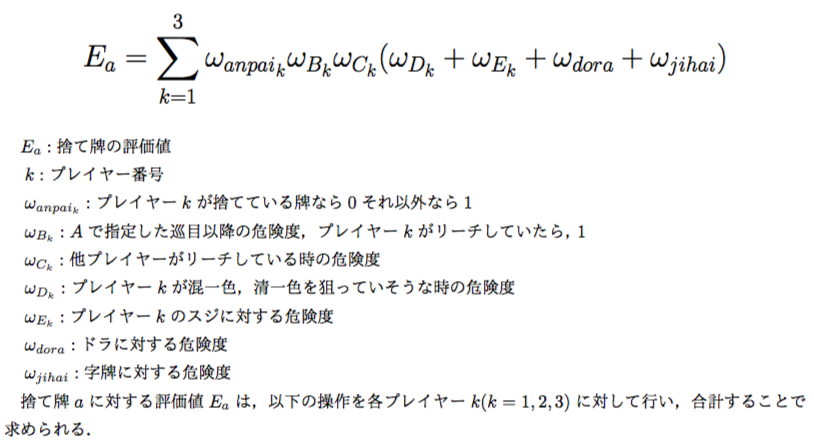 E_a = \sum_{k=1}^{3} ω_{anpai_k} ω_{B_k} ω_{C_k} (ω_{D_k} + ω_{E_k} + ω_{dora} + ω_{jihai})
E_a : 捨て牌の評価値
k : プレイヤー番号
ω_{anpai_k} : プレイヤー k が捨てている牌なら 0 それ以外なら 1
ω_{B_k} : A で指定した巡目以降の危険度，プレイヤー k がリーチしていたら，1
ω_{C_k} : 他プレイヤーがリーチしている時の危険度
ω_{D_k} : プレイヤー k が混一色，清一色を狙っていそうな時の危険度
ω_{E_k} : プレイヤー k のスジに対する危険度
ω_{dora} : ドラに対する危険度
ω_{jihai} : 字牌に対する危険度
捨て牌 a に対する評価値 E_a は，以下の操作を各プレイヤー k(k = 1, 2, 3) に対して行い，合計することで
求められる．